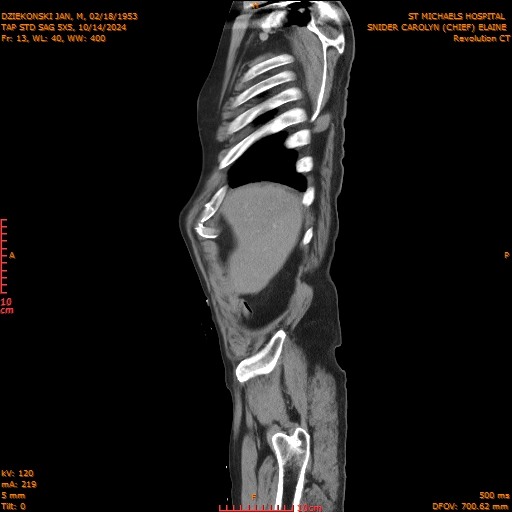 DZIEKONSKI JAN, M, 02/18/1953
TAP STD SAG 5X5, 10/14/2024
Fr: 13, WL: 40, WW: 400
ST MICHAELS HOSPITAL
SNIDER CAROLYN (CHIEF) ELAINE
Revolution CT
A
P
10
cm
kV: 120
mA: 219
5 mm
Tilt: 0
F
10cm
500 ms
DFOV: 700.62 mm